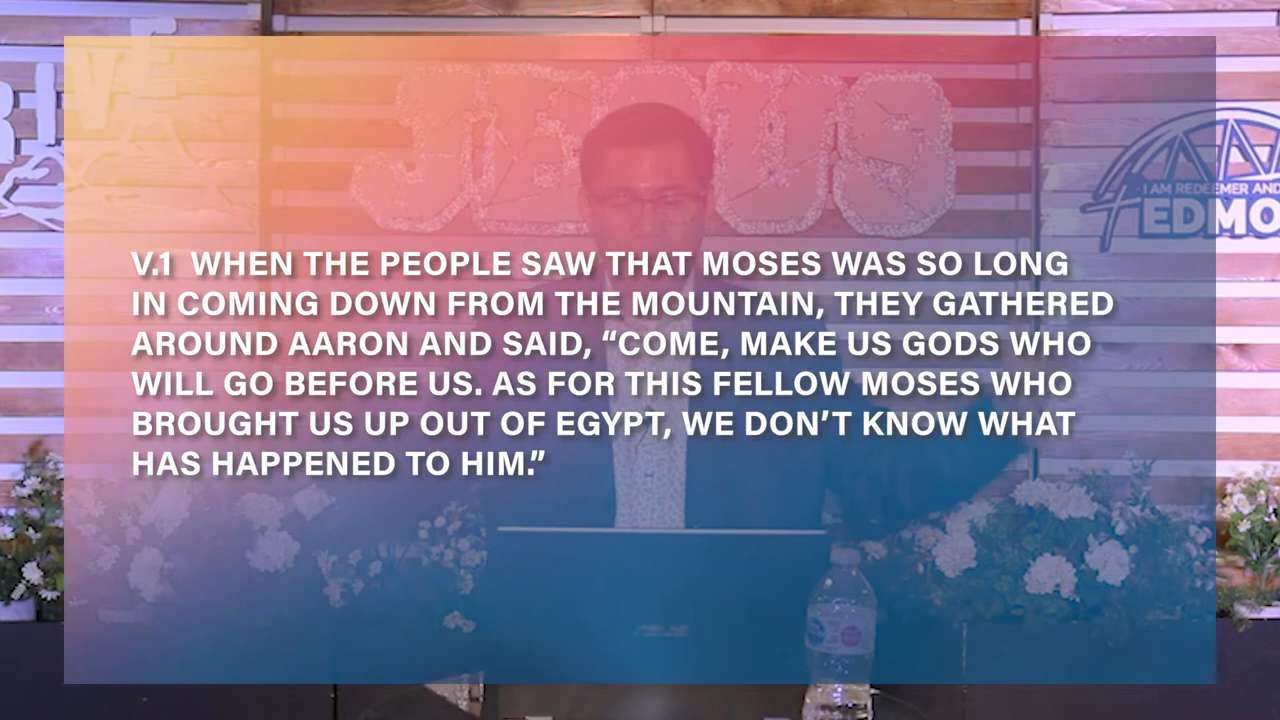 JESUS
I AM REDEEMER AND
EDMO
V.1 WHEN THE PEOPLE SAW THAT MOSES WAS SO LONG
IN COMING DOWN FROM THE MOUNTAIN, THEY GATHERED
AROUND AARON AND SAID, “COME, MAKE US GODS WHO
WILL GO BEFORE US. AS FOR THIS FELLOW MOSES WHO
BROUGHT US UP OUT OF EGYPT, WE DON’T KNOW WHAT
HAS HAPPENED TO HIM.”